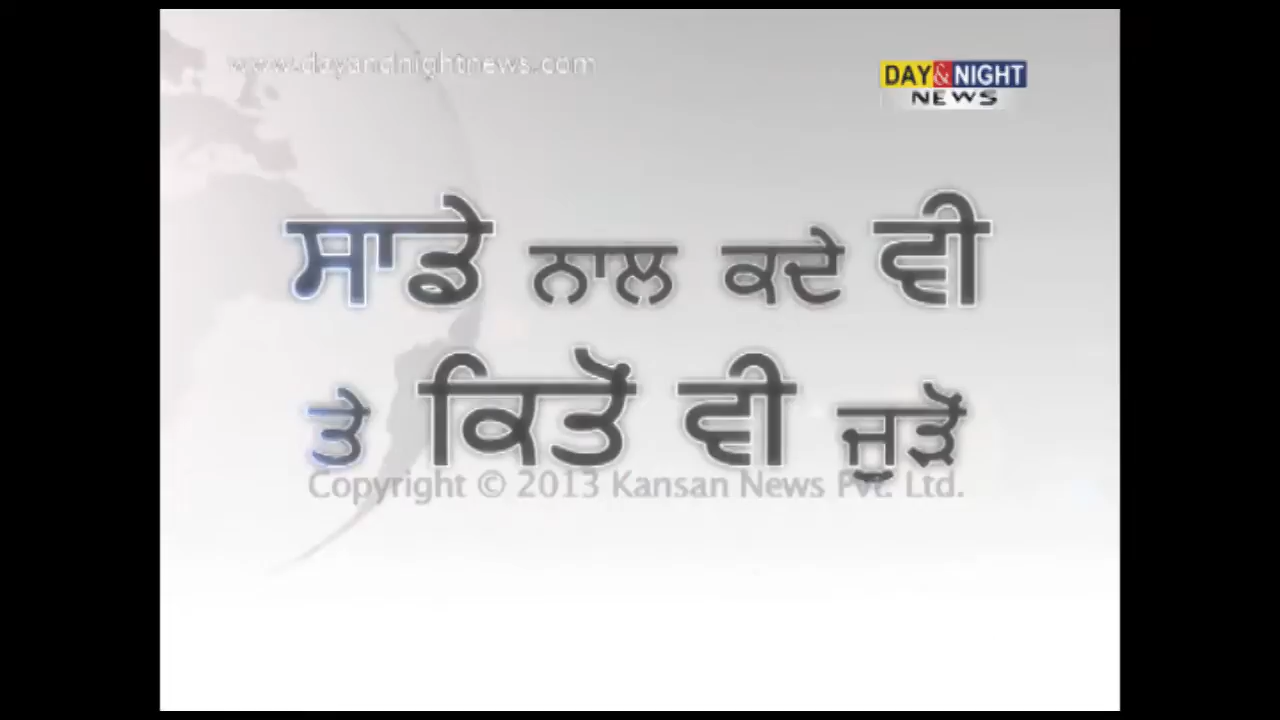 www.dayandnightnews.com
DAY&NIGHT
NEWS
ਸਾਡੇ ਨਾਲ ਕਦੇ ਵੀ
ਤੇ ਕਿਤੋਂ ਵੀ ਜੁੜੋਂ
Copyright © 2013 Kansan News Pvt. Ltd.